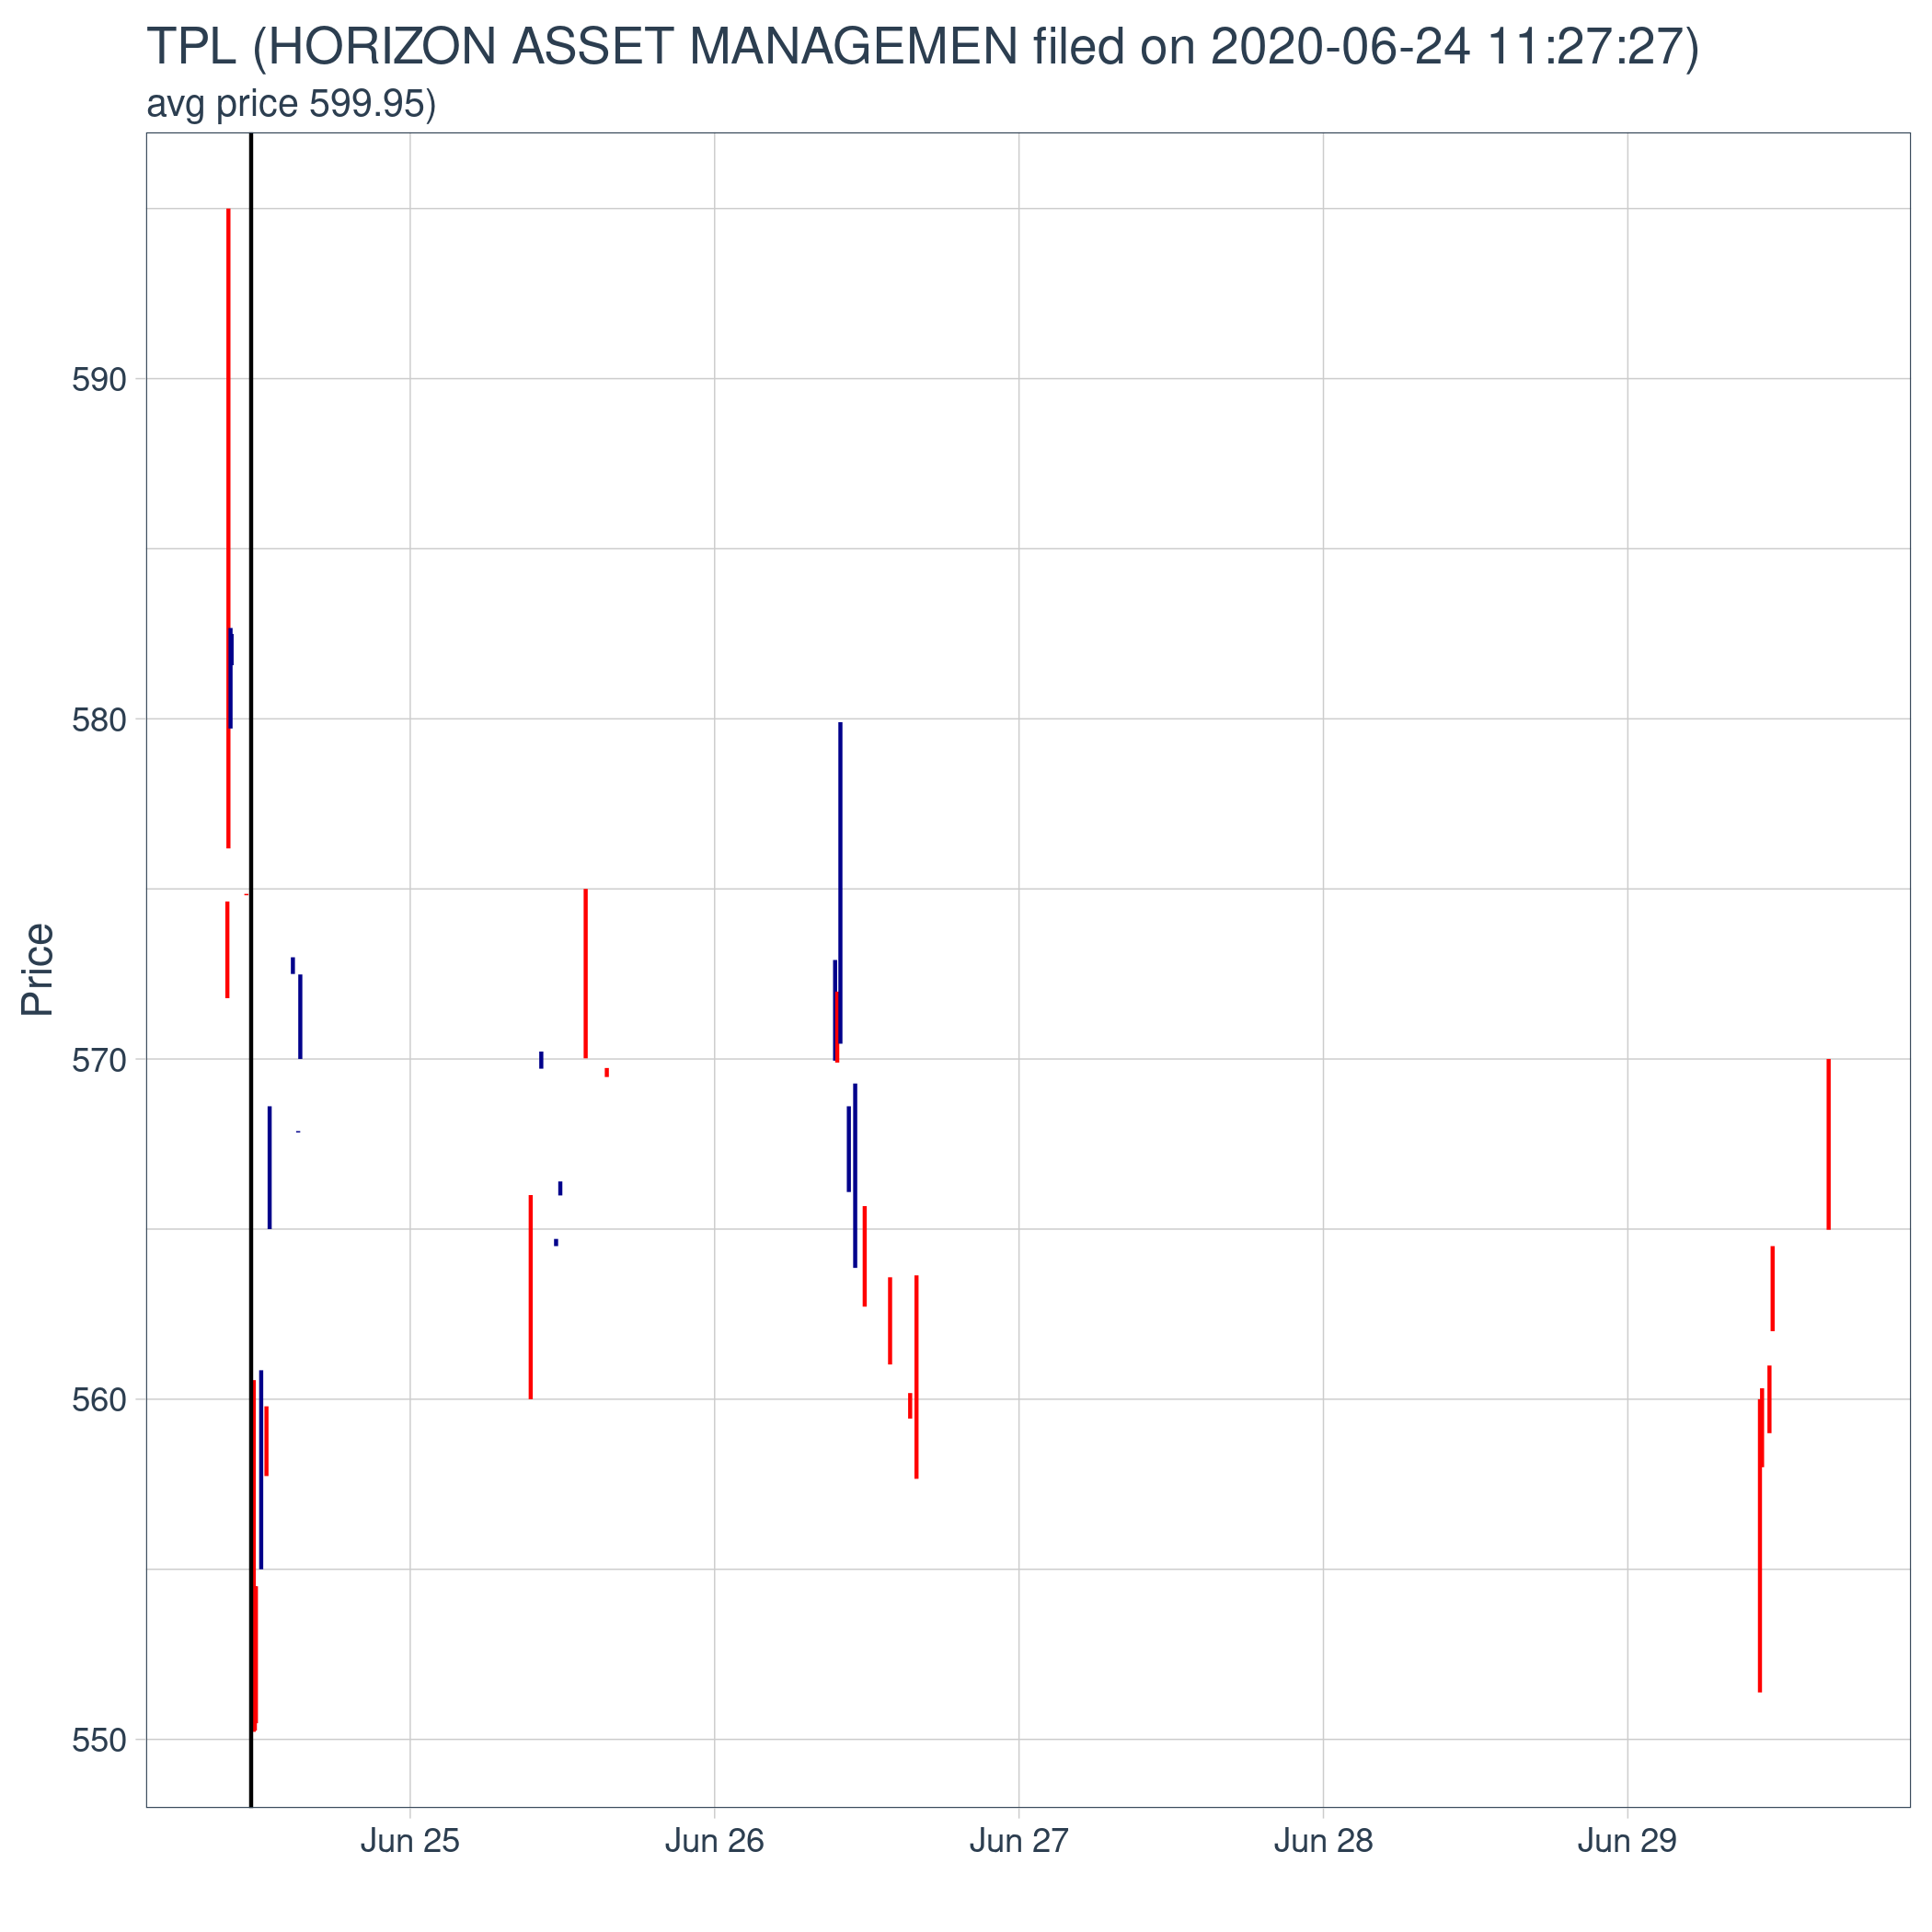 TPL (HORIZON ASSET MANAGEMEN filed on 2020-06-24 11:27:27)
avg price 599.95)
590
580
570
560
550
Price
Jun 25
Jun 26
Jun 27
Jun 28
Jun 29